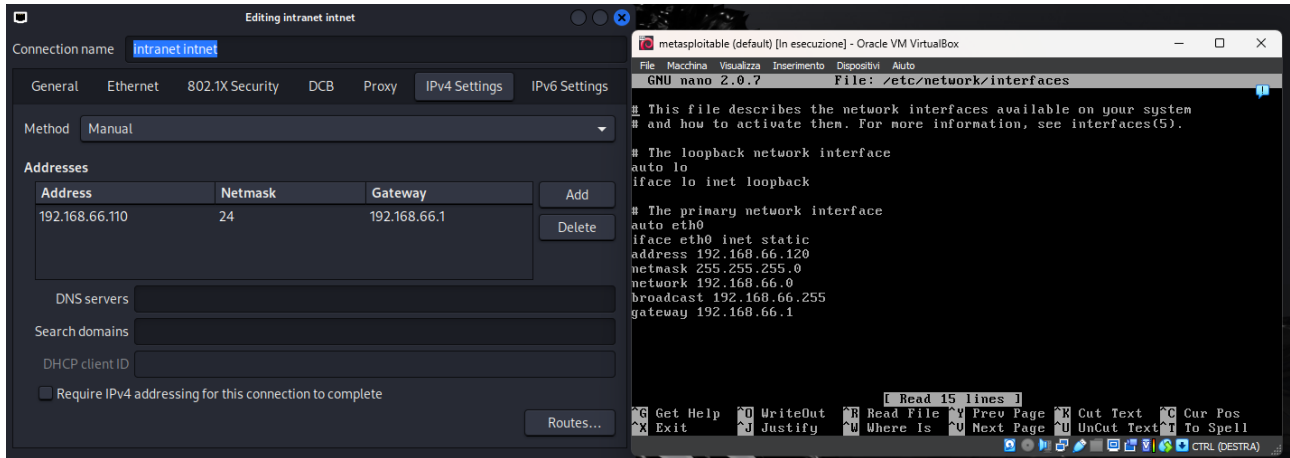 Editing intranet intnet
Connection name intranet intnet
General Ethernet 802.1X Security DCB Proxy IPv4 Settings IPv6 Settings
Method Manual
Addresses
Address Netmask Gateway
192.168.66.110 24 192.168.66.1
Add
Delete
DNS servers
Search domains
DHCP client ID
Require IPv4 addressing for this connection to complete
Routes...
metasploitable (default) [In esecuzione] - Oracle VM VirtualBox
File Macchina Visualizza Inserimento Dispositivi Aiuto
GNU nano 2.0.7 File: /etc/network/interfaces
# This file describes the network interfaces available on your system
# and how to activate them. For more information, see interfaces(5).
# The loopback network interface
auto lo
iface lo inet loopback
# The primary network interface
auto eth0
iface eth0 inet static
address 192.168.66.120
netmask 255.255.255.0
network 192.168.66.0
broadcast 192.168.66.255
gateway 192.168.66.1
[ Read 15 lines ]
^G Get Help ^O WriteOut ^R Read File ^Y Prev Page ^K Cut Text ^C Cur Pos
^X Exit ^J Justify ^W Where Is ^V Next Page ^U UnCut Text ^T To Spell
CTRL (DESTRA)